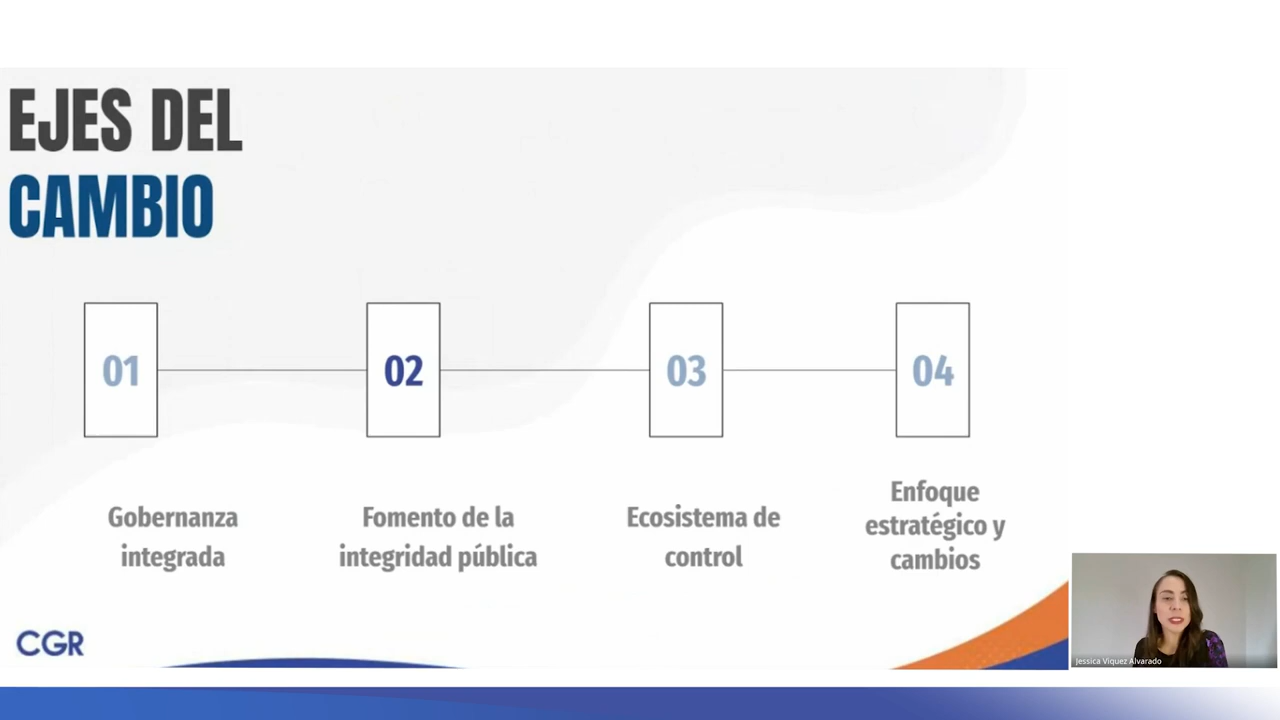 EJES DEL
CAMBIO
01
02
03
04
Gobernanza
integrada
Fomento de la
integridad pública
Ecosistema de
control
Enfoque
estratégico y
cambios
CGR
Jessica Víquez Alvarado